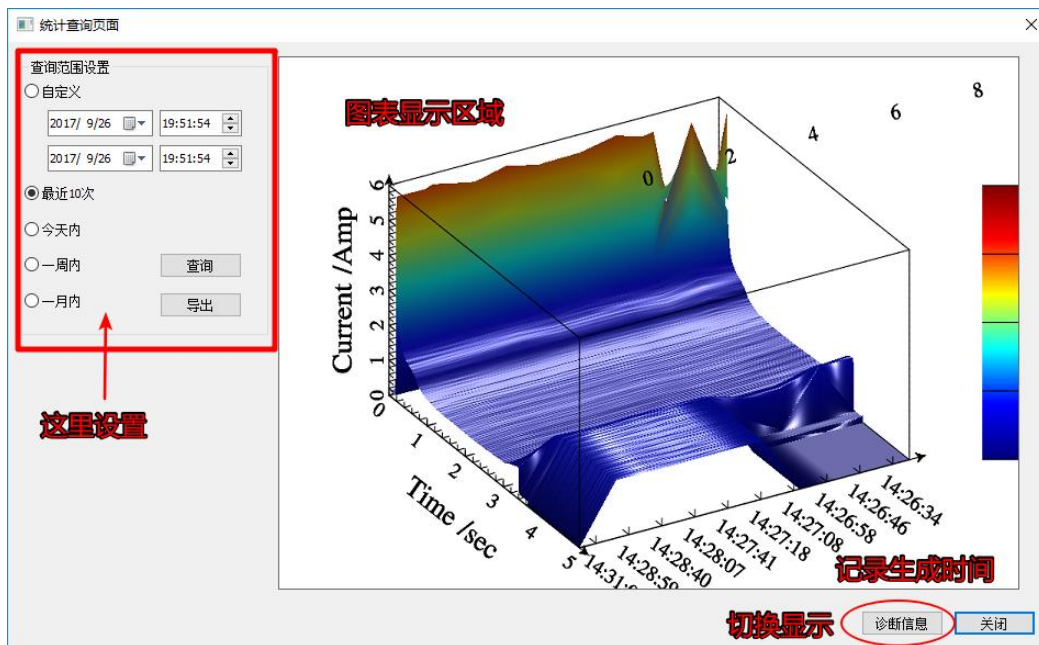 统计查询页面
查询范围设置
自定义
2017/ 9/26 19:51:54
2017/ 9/26 19:51:54
最近10次
今天内
一周内
查询
一月内
导出
这里设置
图表显示区域
0 2 4 6 8
Current /Amp
6
5
4
3
2
1
0
Time /sec
0
1
2
3
4
5
14:28:59
14:28:40
14:28:07
14:27:41
14:27:18
14:27:08
14:26:58
14:26:46
14:26:34
记录生成时间
切换显示
诊断信息
关闭